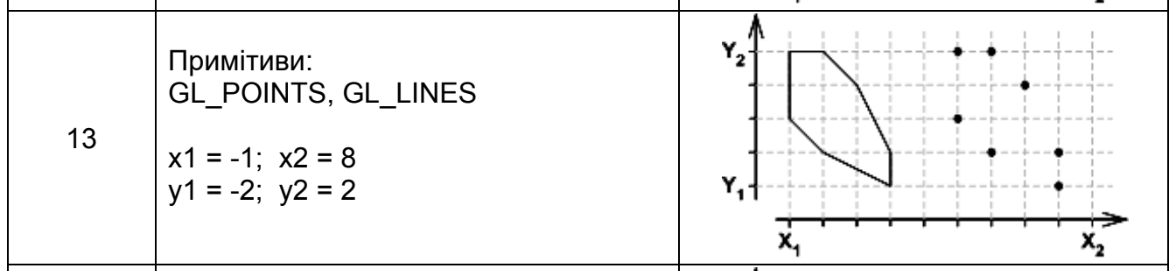 13
Примітиви:
GL_POINTS, GL_LINES
x1 = -1; x2 = 8
y1 = -2; y2 = 2
Y₂
Y₁
X₁ X₂